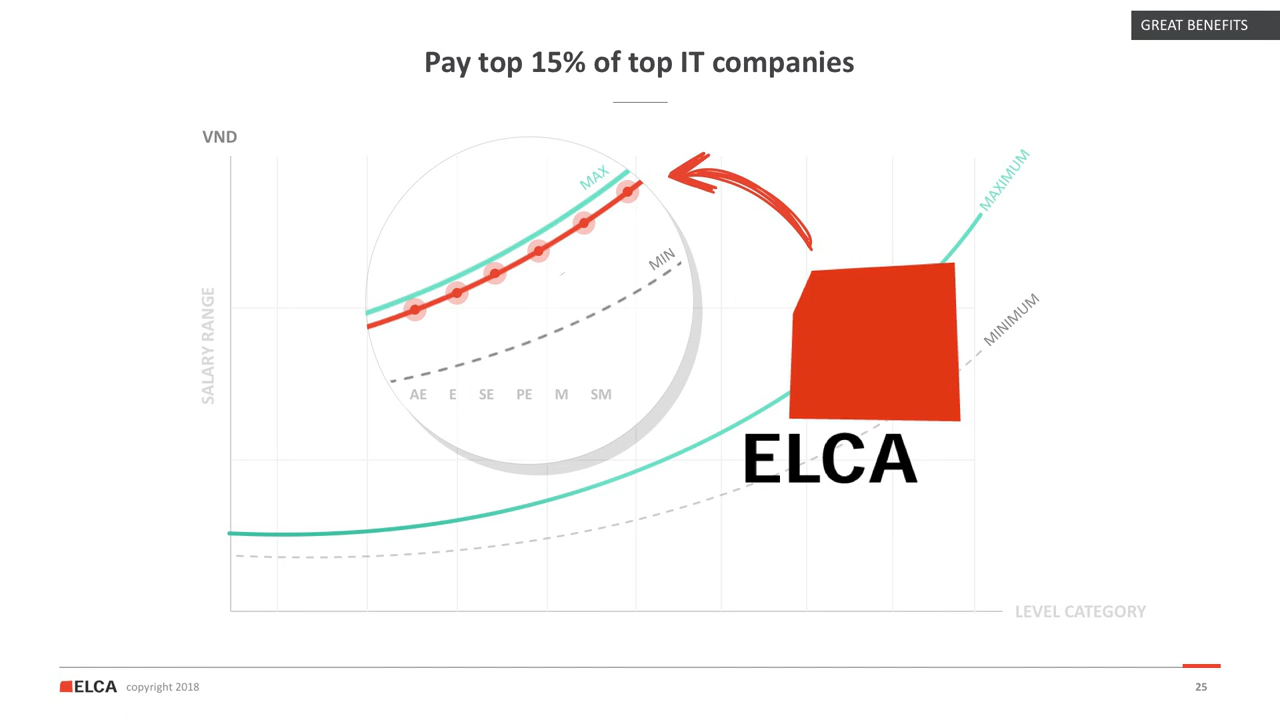 GREAT BENEFITS
Pay top 15% of top IT companies
VND
MAX
MAXIMUM
MIN
SALARY RANGE
MINIMUM
AE E SE PE M SM
ELCA
LEVEL CATEGORY
ELCA copyright 2018
25